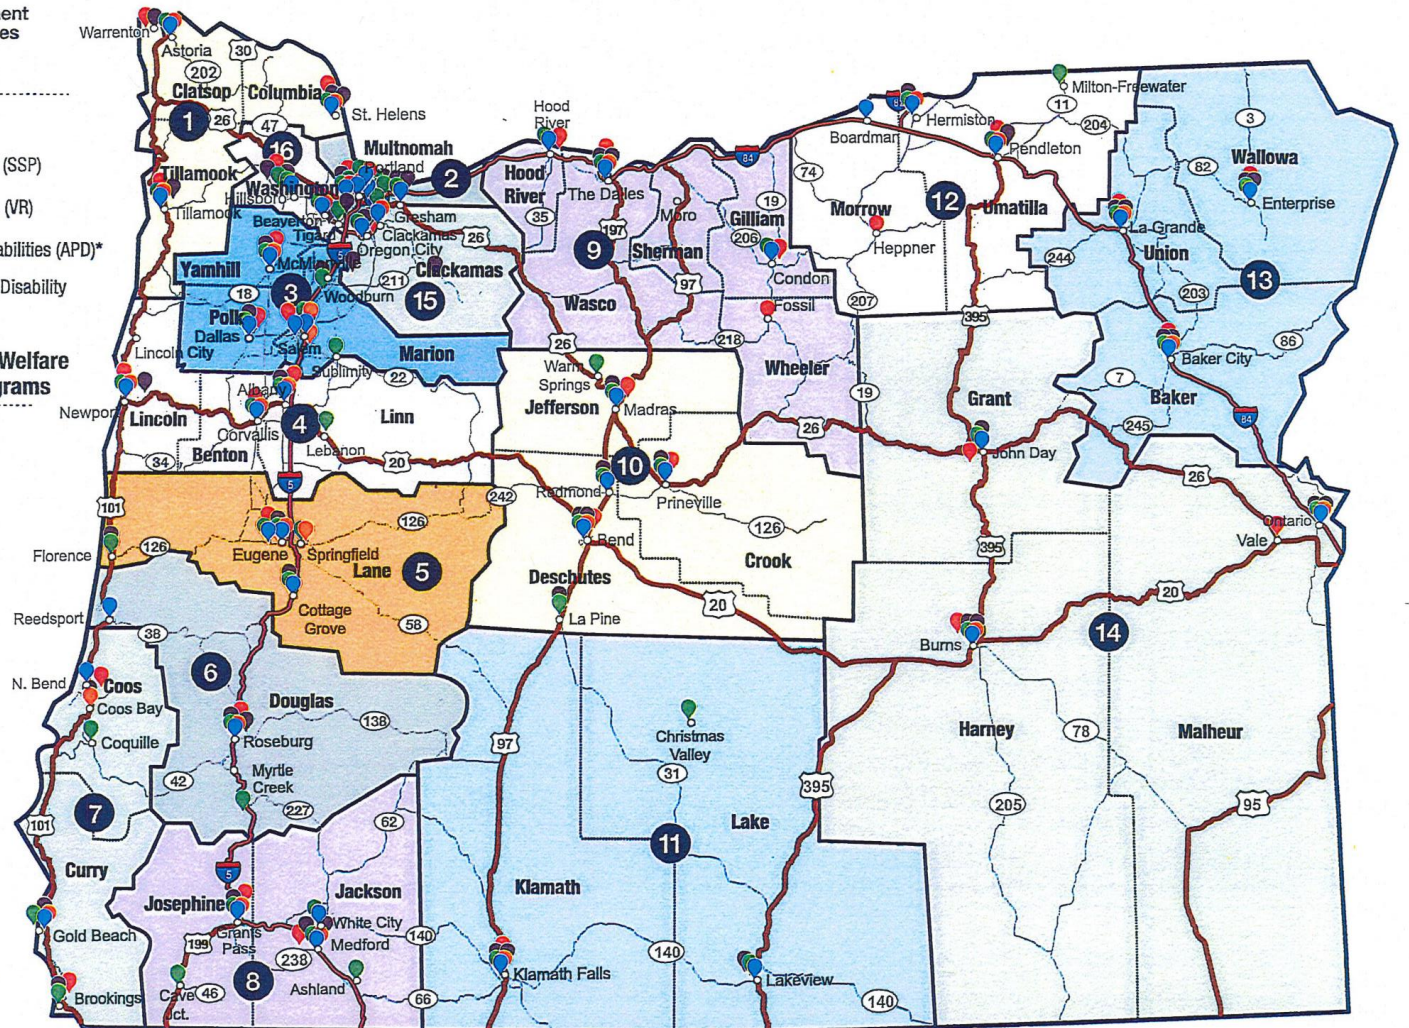 ment
es
(SSP)
(VR)
abilities (APD)*
Disability
Welfare
grams
Warrenton
Astoria
30
202
Clatsop
Columbia
St. Helens
1
26
47
16
Tillamook
Tillamook
Washington
Hillsboro
Beaverton
Tigard
Multnomah
Portland
2
Gresham
Clackamas
Oregon City
26
Clackamas
211
15
Yamhill
McMinnville
5
Woodburn
18
3
Polk
Dallas
Salem
Marion
Sublimity
22
Hood
River
Hood
River
35
The Dalles
197
9
Wasco
Moro
Sherman
97
84
Gilliam
19
206
Condon
Fossil
218
Wheeler
19
74
Boardman
84
Hermiston
Morrow
Heppner
207
12
Umatilla
Milton-Freewater
11
204
Pendleton
395
3
Wallowa
82
Enterprise
La Grande
Union
244
203
13
86
Baker City
7
Baker
245
84
Lincoln City
Newport
Lincoln
Albany
Corvallis
Benton
34
4
Linn
Lebanon
20
5
Warm
Springs
26
Jefferson
Madras
10
Redmond
Prineville
242
126
Bend
Crook
Deschutes
20
La Pine
26
Grant
John Day
395
26
Ontario
Vale
20
101
Florence
126
Eugene
Springfield
126
Lane
5
Cottage
Grove
58
Reedsport
38
6
N. Bend
Coos
Coos Bay
Coquille
Douglas
138
Roseburg
Myrtle
Creek
42
227
7
101
Curry
Gold Beach
Brookings
5
Josephine
Grants
Pass
199
238
Cave
Jct.
46
8
62
Jackson
White City
Medford
Ashland
140
66
97
Christmas
Valley
31
11
Lake
Klamath
Klamath Falls
140
Lakeview
140
395
Burns
14
Harney
78
205
Malheur
95